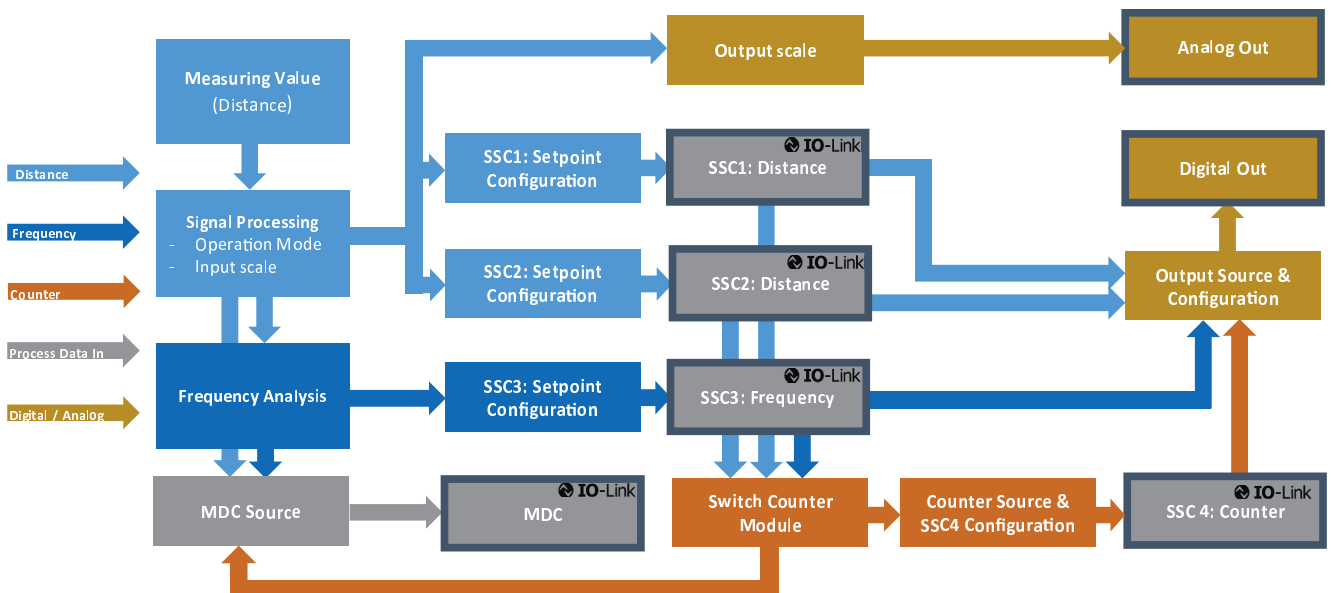 Output scale
Analog Out
Measuring Value
(Distance)
IO-Link
SSC1: Setpoint
Configuration
SSC1: Distance
Digital Out
Distance
Signal Processing
- Operation Mode
- Input scale
Frequency
IO-Link
SSC2: Setpoint
Configuration
SSC2: Distance
Output Source &
Configuration
Counter
Process Data In
IO-Link
Frequency Analysis
SSC3: Setpoint
Configuration
SSC3: Frequency
Digital / Analog
MDC Source
IO-Link
MDC
Switch Counter
Module
Counter Source &
SSC4 Configuration
IO-Link
SSC 4: Counter